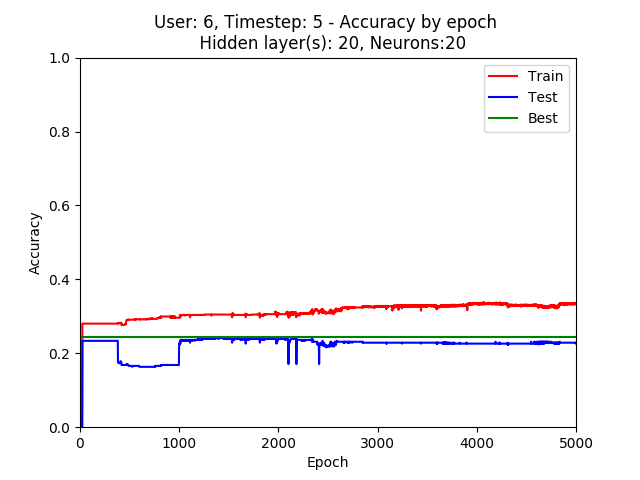 User: 6, Timestep: 5 - Accuracy by epoch
Hidden layer(s): 20, Neurons:20
Train
Test
Best
1.0
0.8
0.6
0.4
0.2
0.0
Accuracy
0
1000
2000
3000
4000
5000
Epoch